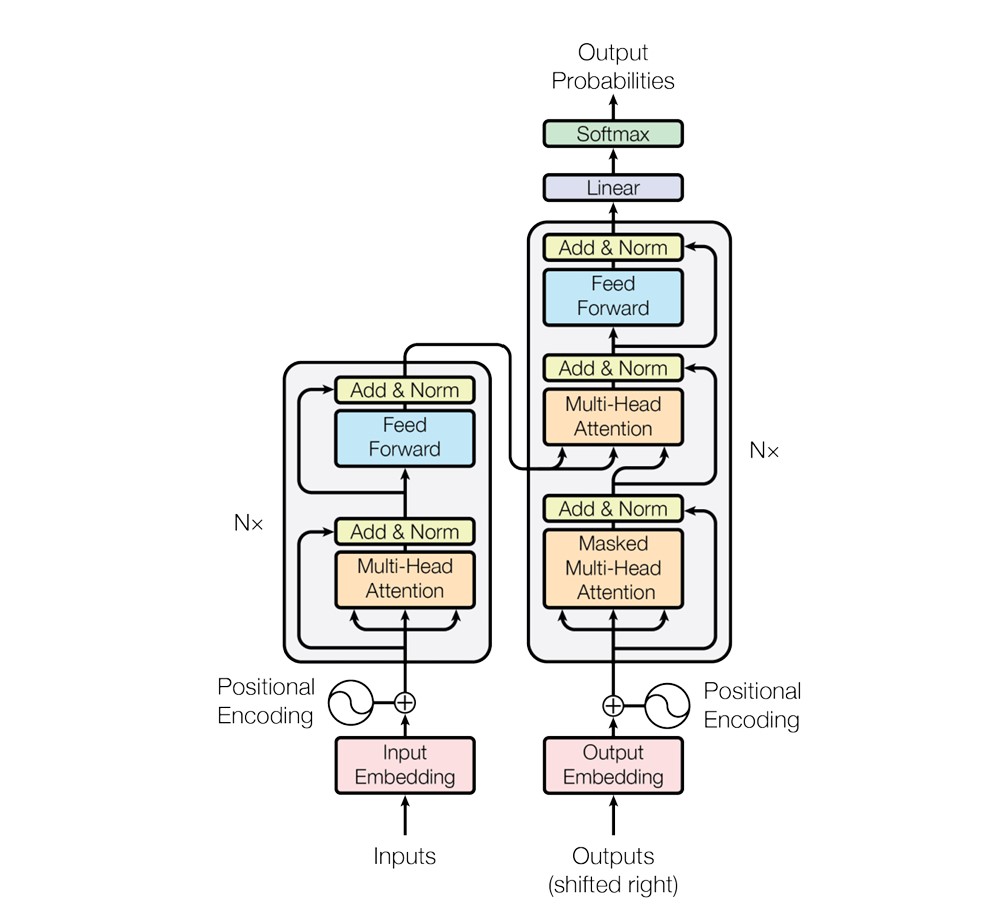 Output
Probabilities
Softmax
Linear
Add & Norm
Feed
Forward
Add & Norm
Multi-Head
Attention
Nx
Add & Norm
Masked
Multi-Head
Attention
Add & Norm
Feed
Forward
Nx
Add & Norm
Multi-Head
Attention
Positional
Encoding
Positional
Encoding
Input
Embedding
Output
Embedding
Inputs
Outputs
(shifted right)